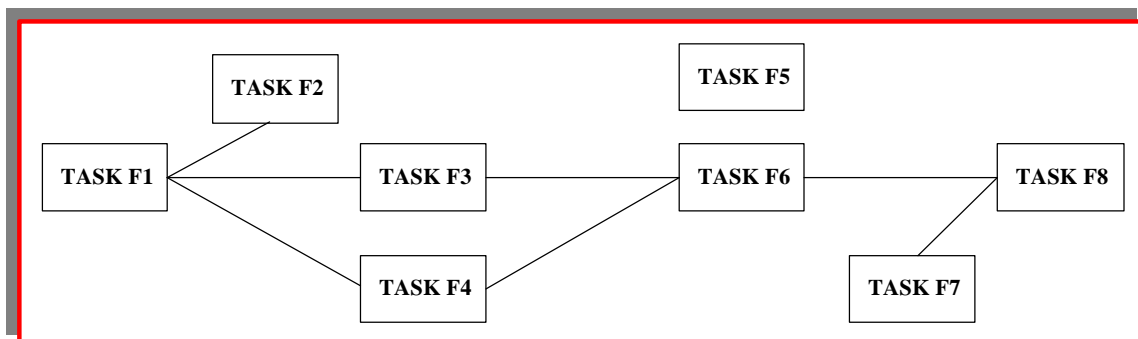 TASK F2
TASK F5
TASK F1
TASK F3
TASK F6
TASK F8
TASK F4
TASK F7